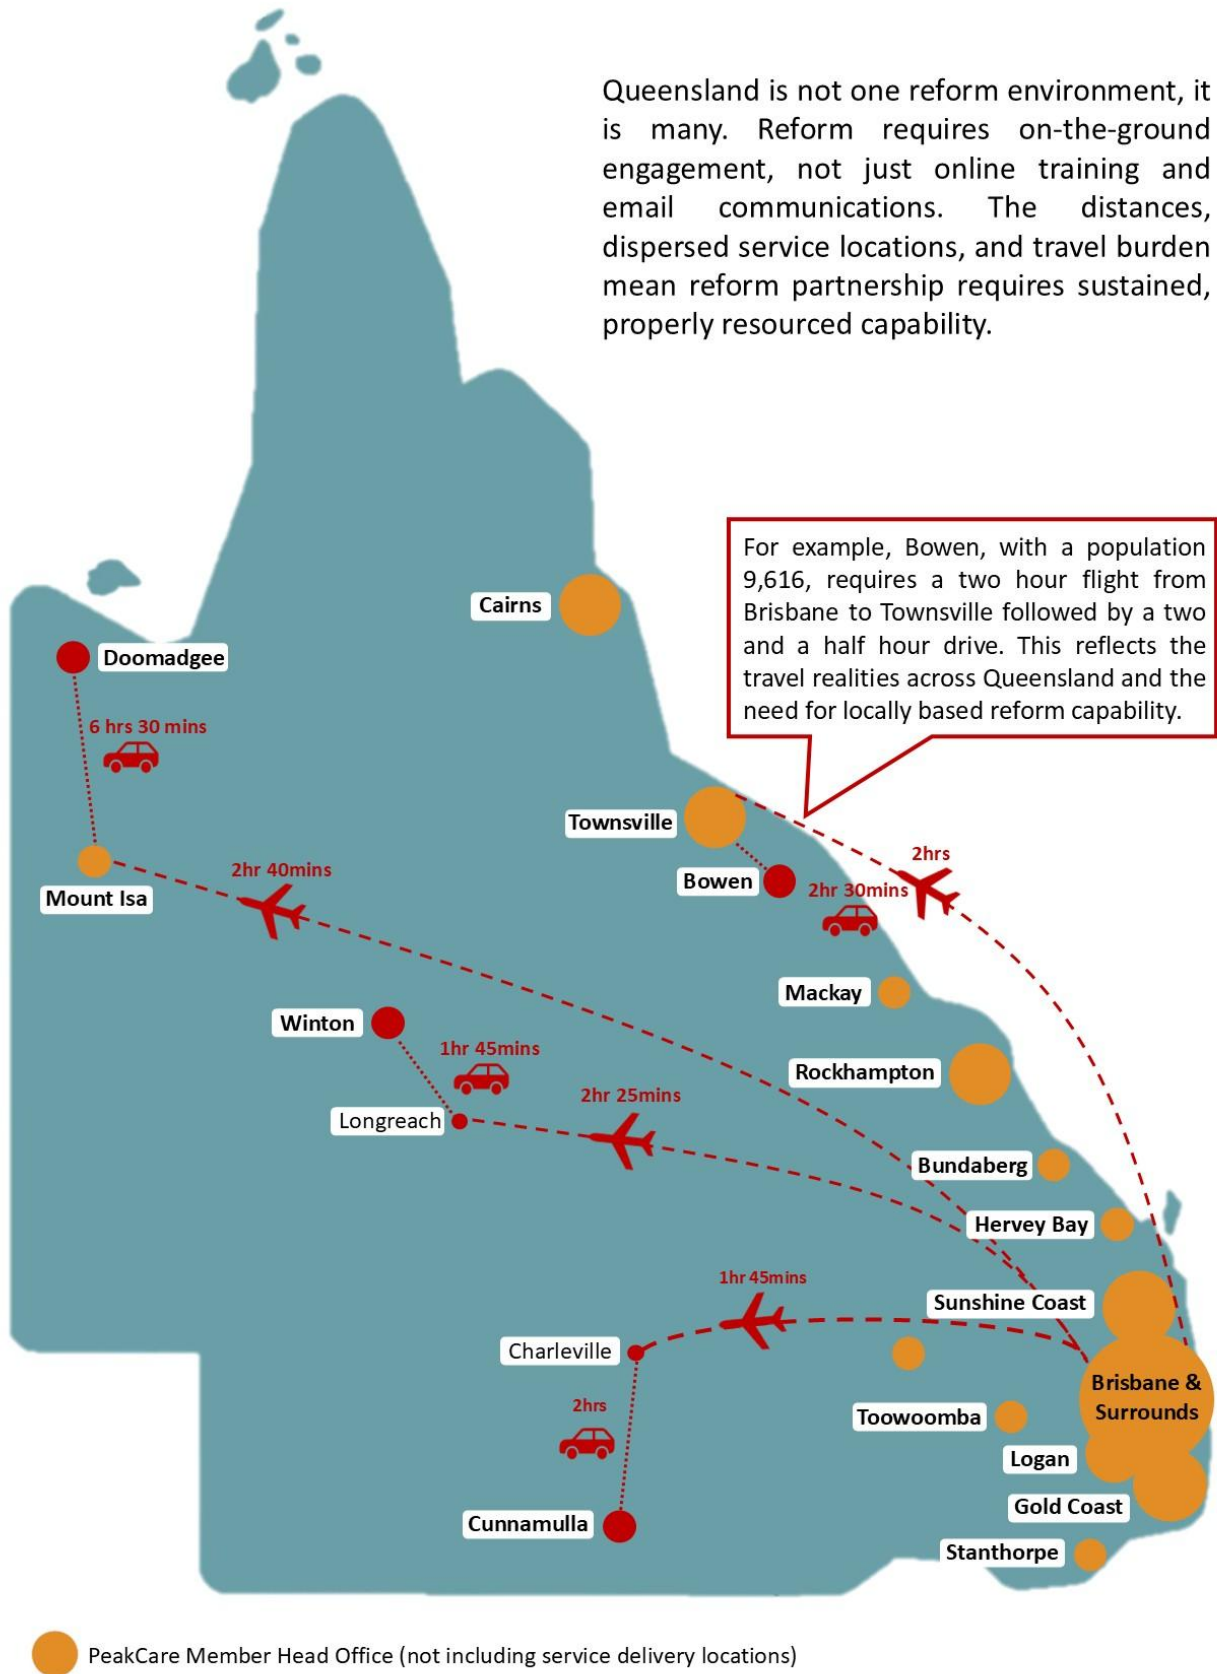 Queensland is not one reform environment, it
is many. Reform requires on-the-ground
engagement, not just online training and
email communications. The distances,
dispersed service locations, and travel burden
mean reform partnership requires sustained,
properly resourced capability.
For example, Bowen, with a population
9,616, requires a two hour flight from
Brisbane to Townsville followed by a two
and a half hour drive. This reflects the
travel realities across Queensland and the
need for locally based reform capability.
Cairns
Doomadgee
6 hrs 30 mins
Townsville
2hrs
Mount Isa
2hr 40mins
Bowen
2hr 30mins
Mackay
Winton
1hr 45mins
Rockhampton
Longreach
2hr 25mins
Bundaberg
Hervey Bay
1hr 45mins
Sunshine Coast
Charleville
Brisbane &
Surrounds
2hrs
Toowoomba
Logan
Gold Coast
Cunnamulla
Stanthorpe
PeakCare Member Head Office (not including service delivery locations)